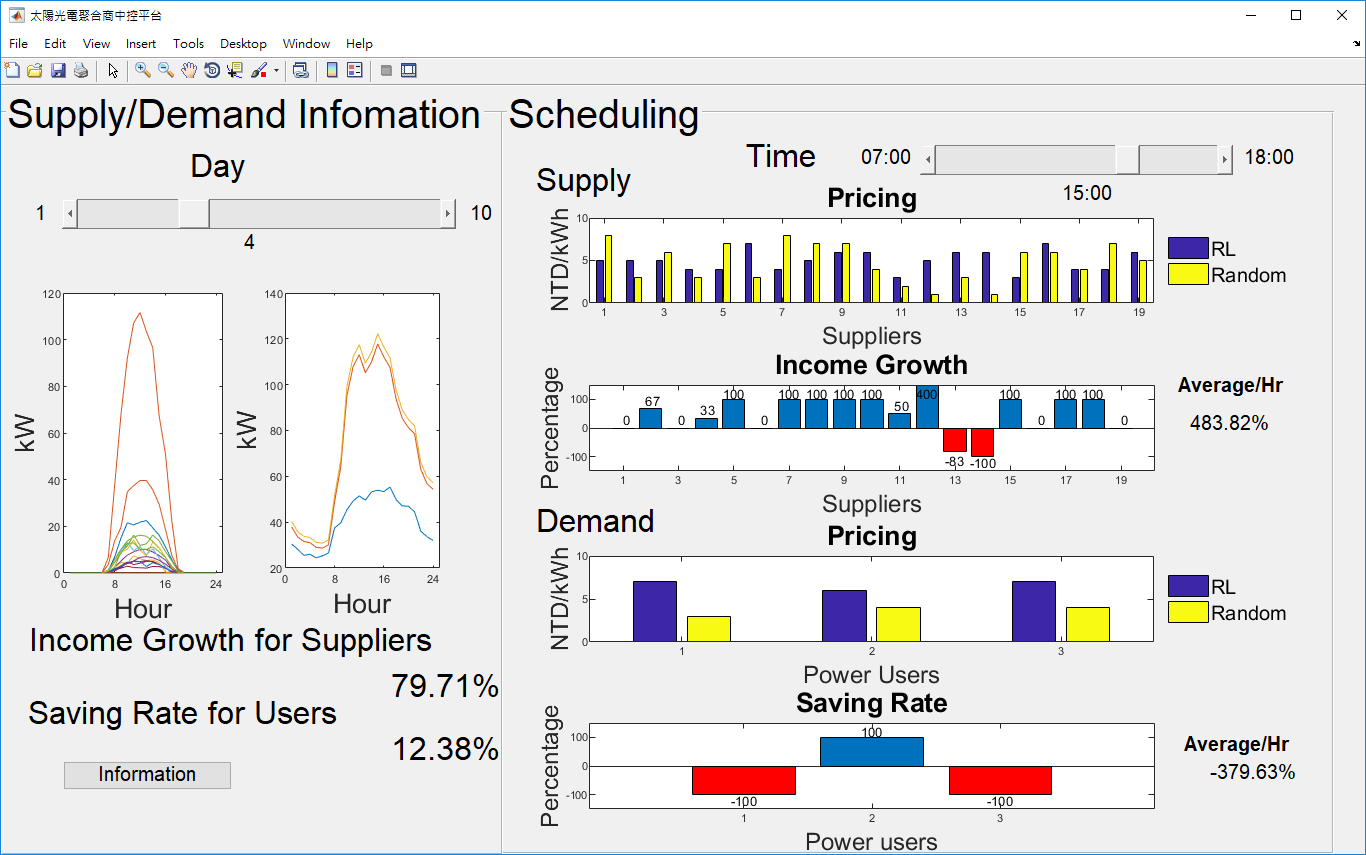 太陽光電聚合商中控平台
File Edit View Insert Tools Desktop Window Help
Supply/Demand Infomation
Day
1 10
4
120
100
80
60
40
20
0
kW
0 8 16 24
Hour
140
120
100
80
60
40
20
kW
0 8 16 24
Hour
Income Growth for Suppliers
79.71%
Saving Rate for Users
12.38%
Information
Scheduling
Time 07:00 18:00
15:00
Supply
Pricing
NTD/kWh
10
5
0
1 3 5 7 9 11 13 15 17 19
Suppliers
RL
Random
Income Growth
Percentage
100
0
-100
0 67 0 33 100 0 100 100 100 100 50 400 -83 -100 100 0 100 100 0
1 3 5 7 9 11 13 15 17 19
Suppliers
Average/Hr
483.82%
Demand
Pricing
NTD/kWh
10
5
0
1 2 3
Power Users
RL
Random
Saving Rate
Percentage
100
0
-100
-100 100 -100
1 2 3
Power users
Average/Hr
-379.63%